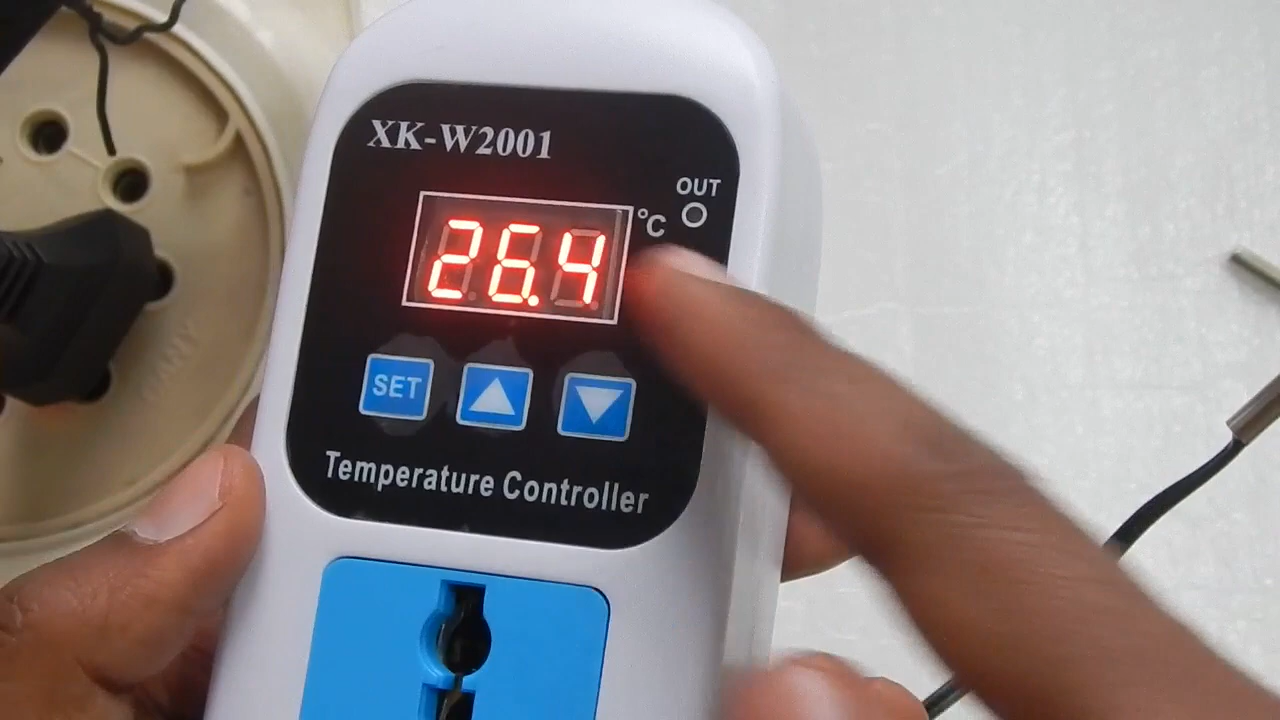 XK-W2001
OUT
26.4
°C
SET
Temperature Controller